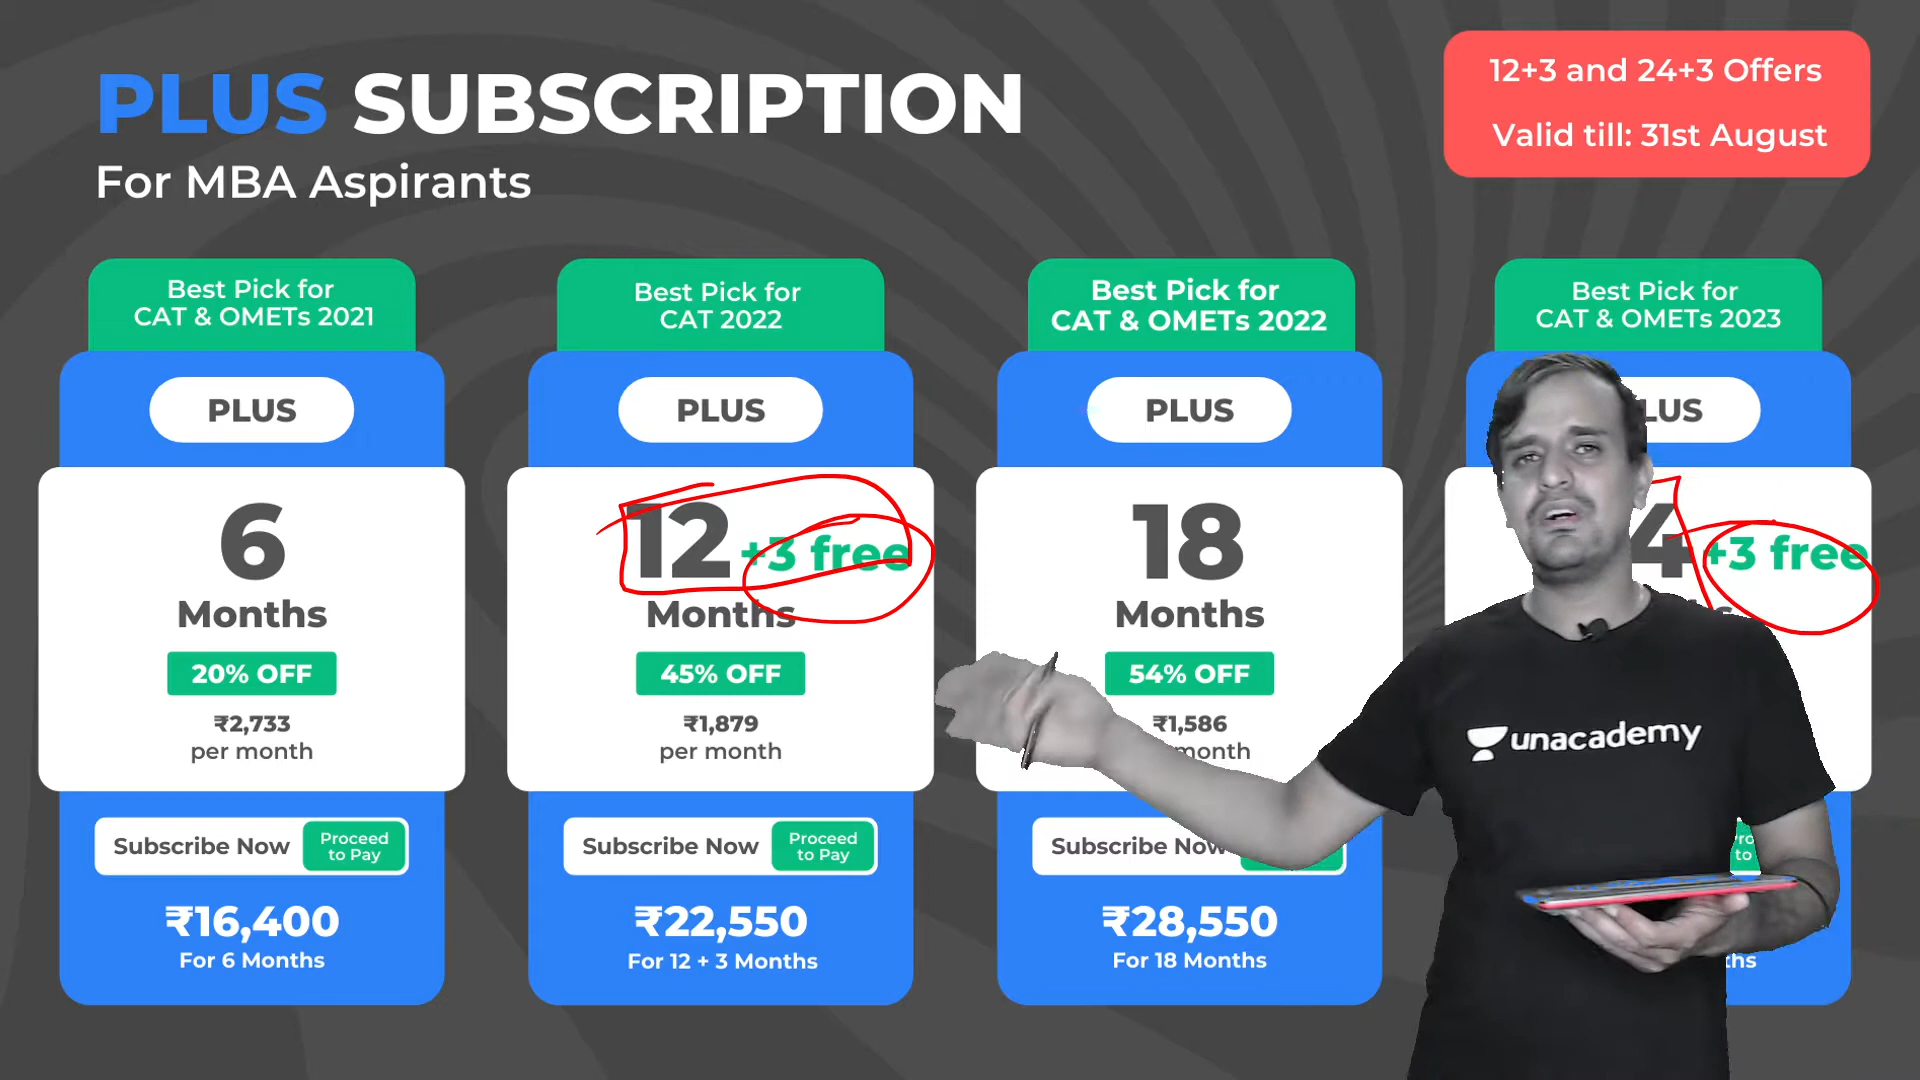 PLUS SUBSCRIPTION
For MBA Aspirants
12+3 and 24+3 Offers
Valid till: 31st August
Best Pick for
CAT & OMETs 2021
PLUS
6
Months
20% OFF
₹2,733
per month
Subscribe Now
Proceed
to Pay
₹16,400
For 6 Months
Best Pick for
CAT 2022
PLUS
12 +3 free
Months
45% OFF
₹1,879
per month
Subscribe Now
Proceed
to Pay
₹22,550
For 12 + 3 Months
Best Pick for
CAT & OMETs 2022
PLUS
18
Months
54% OFF
₹1,586
month
Subscribe Now
₹28,550
For 18 Months
Best Pick for
CAT & OMETs 2023
LUS
4 +3 free
unacademy
to
ths